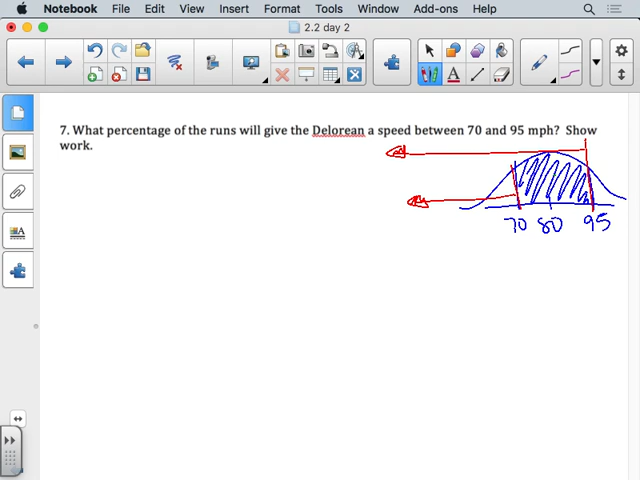 Notebook File Edit View Insert Format Tools Window Add-ons Help
2.2 day 2
7. What percentage of the runs will give the Delorean a speed between 70 and 95 mph? Show
work.
70 80 95